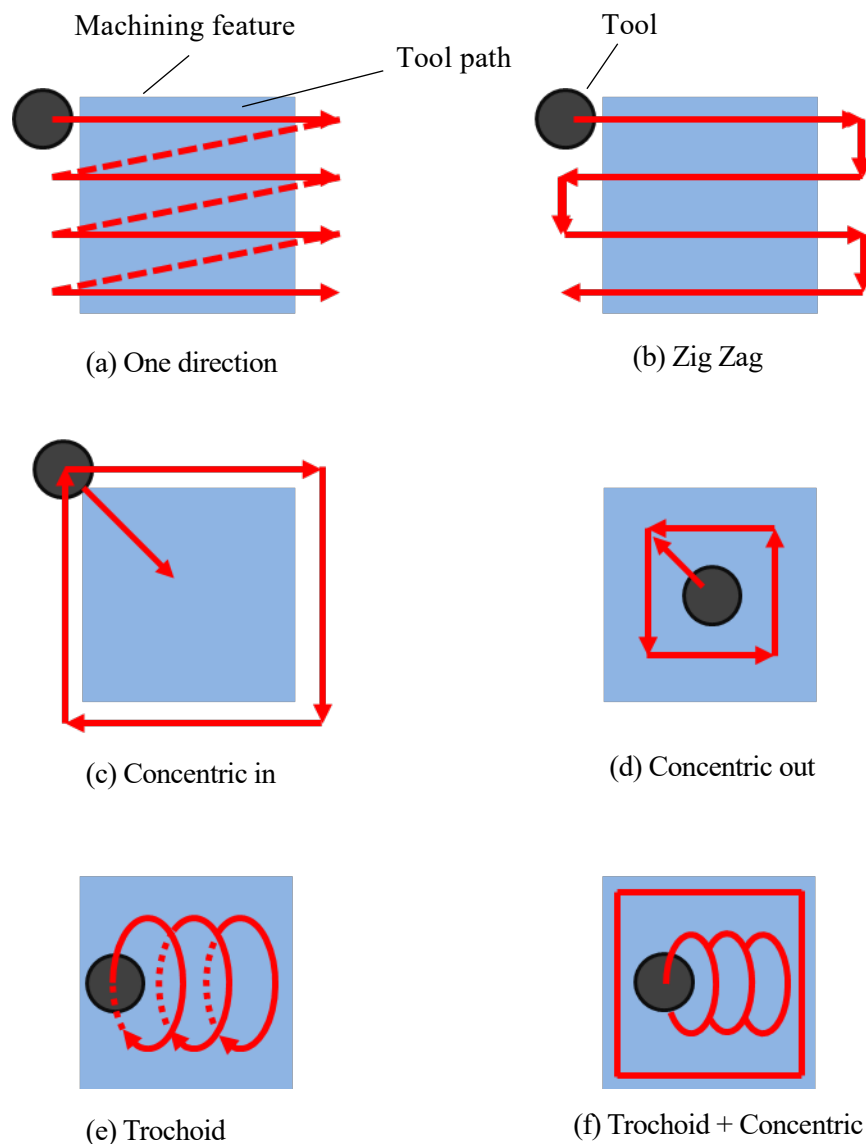 Machining feature
Tool
Tool path
(a) One direction
(b) Zig Zag
(c) Concentric in
(d) Concentric out
(e) Trochoid
(f) Trochoid + Concentric